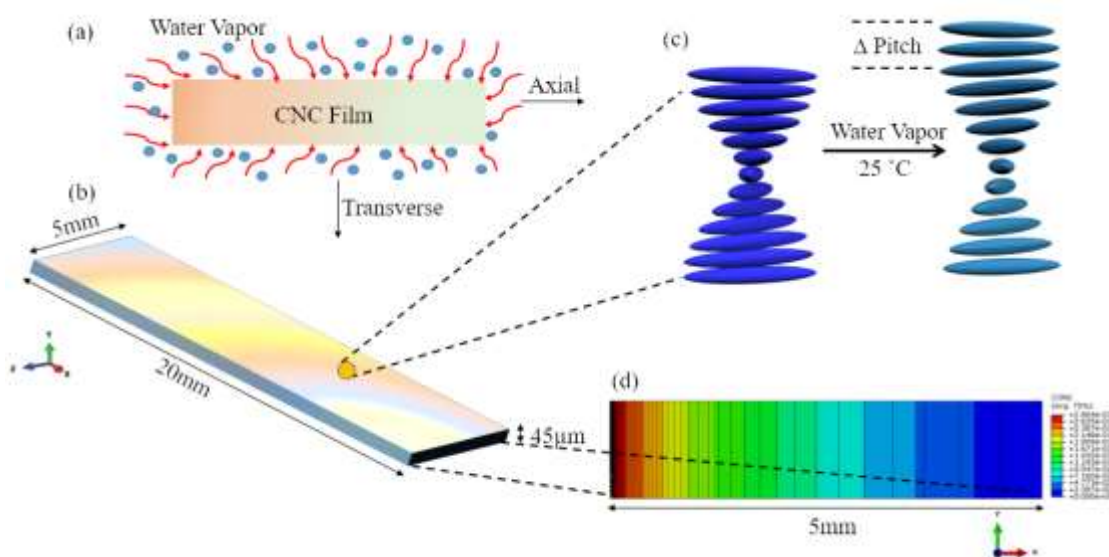 (a)
Water Vapor
Axial
CNC Film
Transverse
(b)
5mm
20mm
45μm
(c)
Δ Pitch
Water Vapor
25 ˚C
(d)
5mm